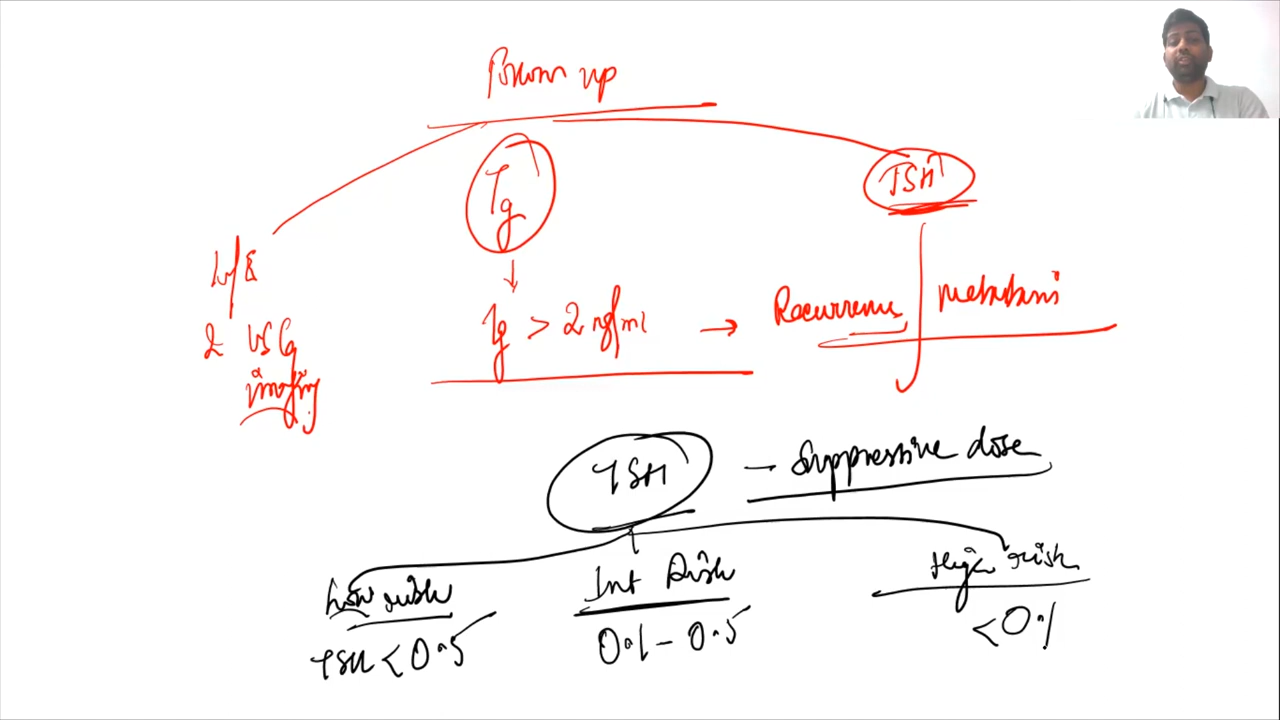 Follow up
Tg
TSH
USG
imaging
Tg > 2 ng/ml → Recurrence metastasis
TSH – Suppressive dose
Low risk
Int Risk
High risk
TSH < 0.5
0.1 – 0.5
< 0.1